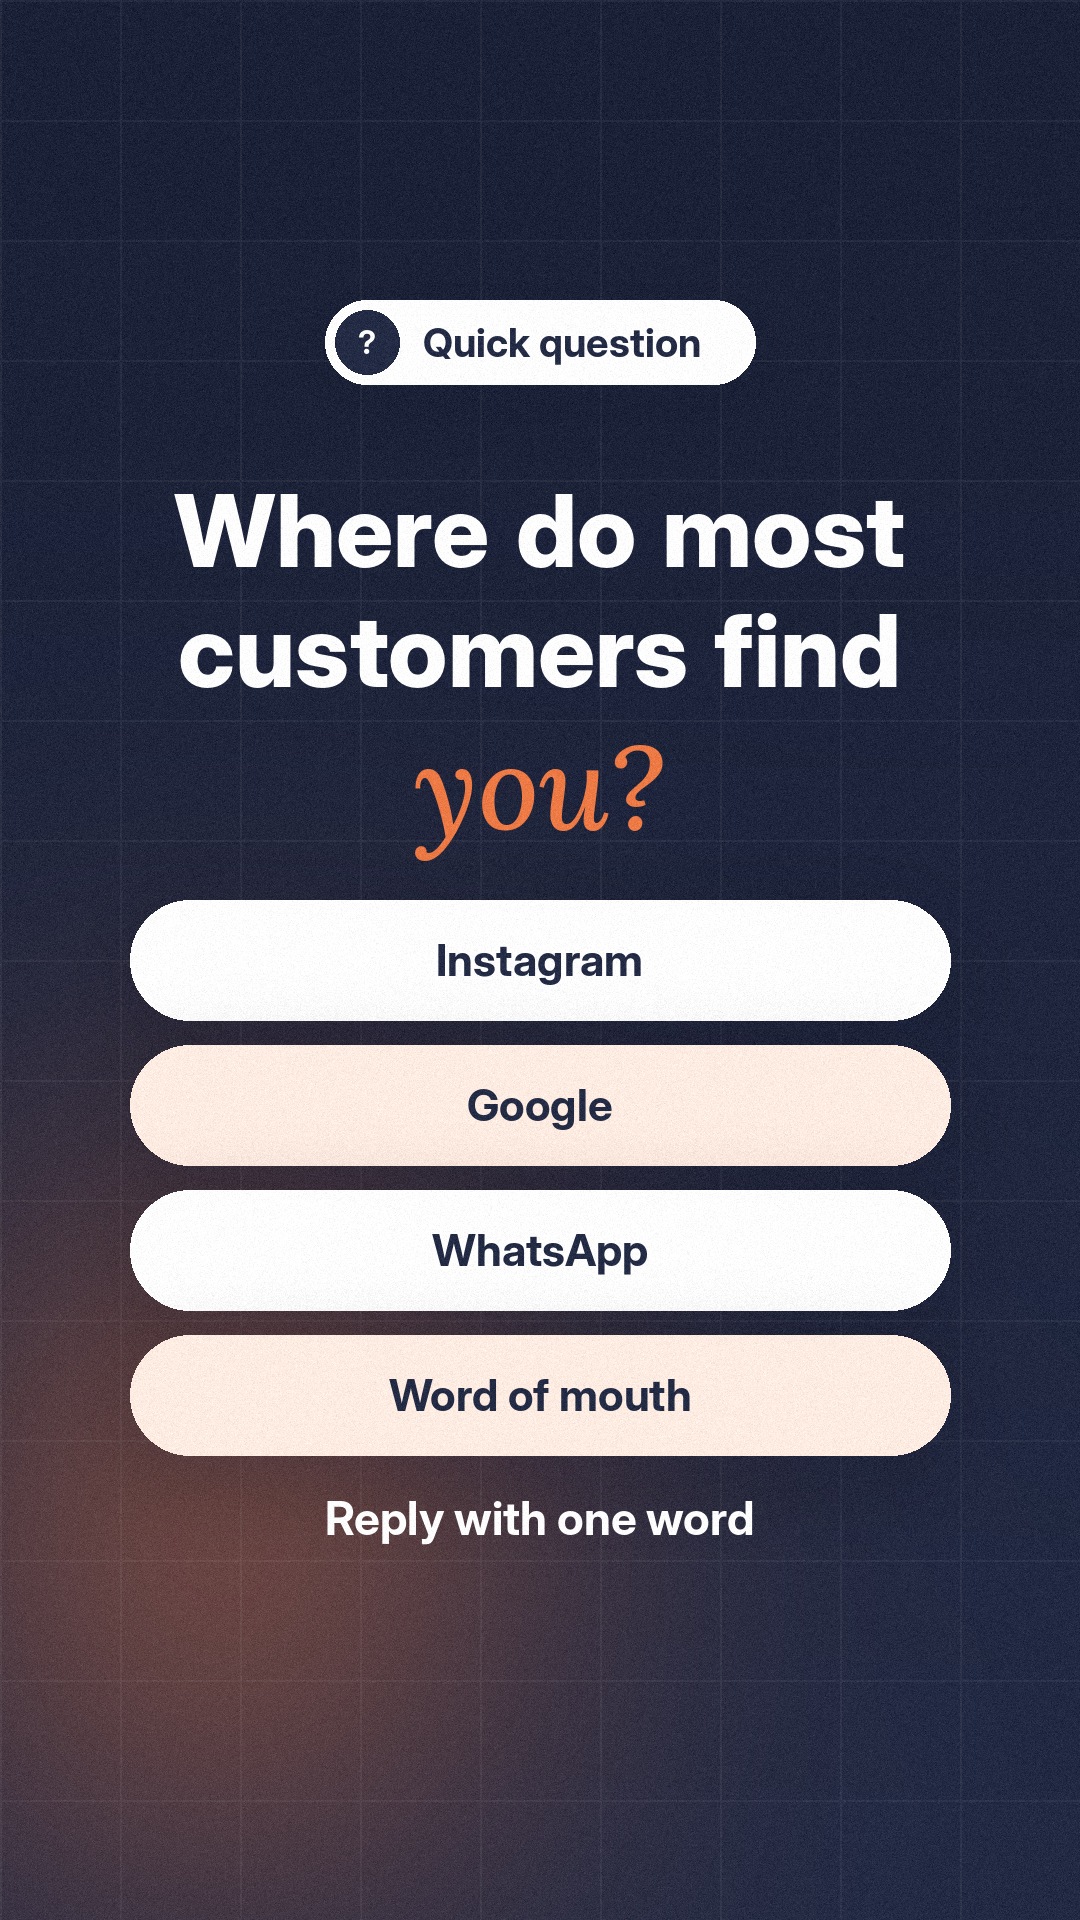 ?
Quick question
Where do most
customers find
you?
Instagram
Google
WhatsApp
Word of mouth
Reply with one word